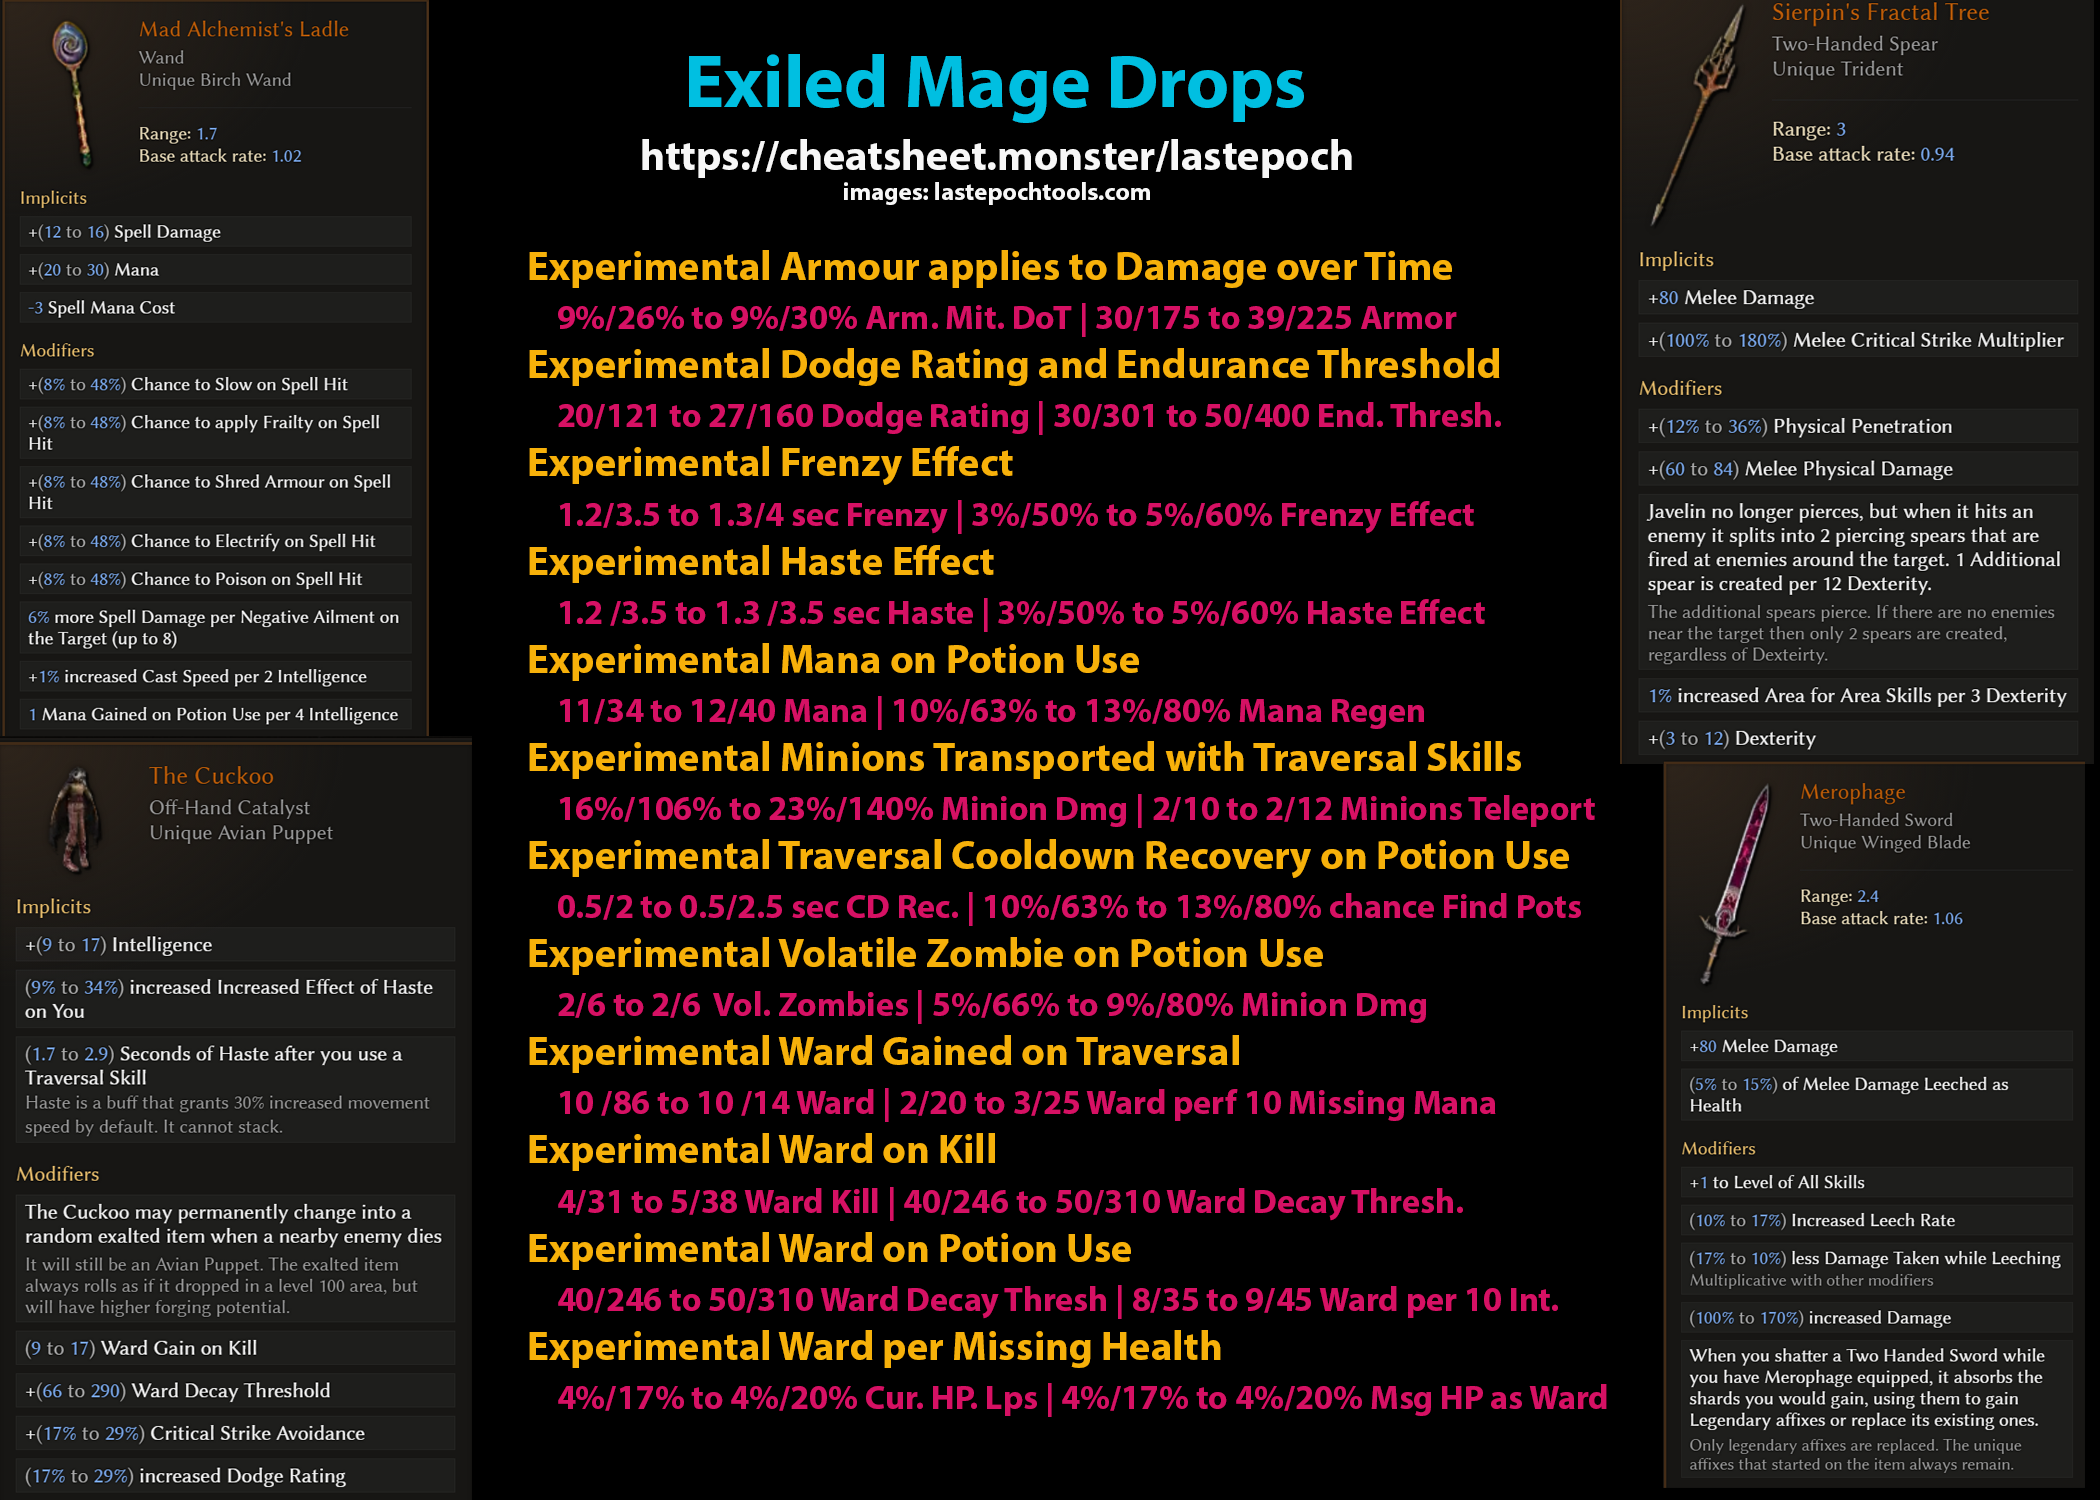 Mad Alchemist's Ladle
Wand
Unique Birch Wand
Range: 1.7
Base attack rate: 1.02
Implicits
+(12 to 16) Spell Damage
+(20 to 30) Mana
-3 Spell Mana Cost
Modifiers
+(8% to 48%) Chance to Slow on Spell Hit
+(8% to 48%) Chance to apply Frailty on Spell
Hit
+(8% to 48%) Chance to Shred Armour on Spell
Hit
+(8% to 48%) Chance to Electrify on Spell Hit
+(8% to 48%) Chance to Poison on Spell Hit
6% more Spell Damage per Negative Ailment on
the Target (up to 8)
+1% increased Cast Speed per 2 Intelligence
1 Mana Gained on Potion Use per 4 Intelligence
The Cuckoo
Off-Hand Catalyst
Unique Avian Puppet
Implicits
+(9 to 17) Intelligence
(9% to 34%) increased Increased Effect of Haste
on You
(1.7 to 2.9) Seconds of Haste after you use a
Traversal Skill
Haste is a buff that grants 30% increased movement
speed by default. It cannot stack.
Modifiers
The Cuckoo may permanently change into a
random exalted item when a nearby enemy dies
It will still be an Avian Puppet. The exalted item
always rolls as if it dropped in a level 100 area, but
will have higher forging potential.
(9 to 17) Ward Gain on Kill
+(66 to 290) Ward Decay Threshold
+(17% to 29%) Critical Strike Avoidance
(17% to 29%) increased Dodge Rating
Exiled Mage Drops
https://cheatsheet.monster/lastepoch
images: lastepochtools.com
Experimental Armour applies to Damage over Time
9%/26% to 9%/30% Arm. Mit. DoT | 30/175 to 39/225 Armor
Experimental Dodge Rating and Endurance Threshold
20/121 to 27/160 Dodge Rating | 30/301 to 50/400 End. Thresh.
Experimental Frenzy Effect
1.2/3.5 to 1.3/4 sec Frenzy | 3%/50% to 5%/60% Frenzy Effect
Experimental Haste Effect
1.2 /3.5 to 1.3 /3.5 sec Haste | 3%/50% to 5%/60% Haste Effect
Experimental Mana on Potion Use
11/34 to 12/40 Mana | 10%/63% to 13%/80% Mana Regen
Experimental Minions Transported with Traversal Skills
16%/106% to 23%/140% Minion Dmg | 2/10 to 2/12 Minions Teleport
Experimental Traversal Cooldown Recovery on Potion Use
0.5/2 to 0.5/2.5 sec CD Rec. | 10%/63% to 13%/80% chance Find Pots
Experimental Volatile Zombie on Potion Use
2/6 to 2/6 Vol. Zombies | 5%/66% to 9%/80% Minion Dmg
Experimental Ward Gained on Traversal
10 /86 to 10 /14 Ward | 2/20 to 3/25 Ward perf 10 Missing Mana
Experimental Ward on Kill
4/31 to 5/38 Ward Kill | 40/246 to 50/310 Ward Decay Thresh.
Experimental Ward on Potion Use
40/246 to 50/310 Ward Decay Thresh | 8/35 to 9/45 Ward per 10 Int.
Experimental Ward per Missing Health
4%/17% to 4%/20% Cur. HP. Lps | 4%/17% to 4%/20% Msg HP as Ward
Sierpin's Fractal Tree
Two-Handed Spear
Unique Trident
Range: 3
Base attack rate: 0.94
Implicits
+80 Melee Damage
+(100% to 180%) Melee Critical Strike Multiplier
Modifiers
+(12% to 36%) Physical Penetration
+(60 to 84) Melee Physical Damage
Javelin no longer pierces, but when it hits an
enemy it splits into 2 piercing spears that are
fired at enemies around the target. 1 Additional
spear is created per 12 Dexterity.
The additional spears pierce. If there are no enemies
near the target then only 2 spears are created,
regardless of Dexteirty.
1% increased Area for Area Skills per 3 Dexterity
+(3 to 12) Dexterity
Merophage
Two-Handed Sword
Unique Winged Blade
Range: 2.4
Base attack rate: 1.06
Implicits
+80 Melee Damage
(5% to 15%) of Melee Damage Leeched as
Health
Modifiers
+1 to Level of All Skills
(10% to 17%) Increased Leech Rate
(17% to 10%) less Damage Taken while Leeching
Multiplicative with other modifiers
(100% to 170%) increased Damage
When you shatter a Two Handed Sword while
you have Merophage equipped, it absorbs the
shards you would gain, using them to gain
Legendary affixes or replace its existing ones.
Only legendary affixes are replaced. The unique
affixes that started on the item always remain.